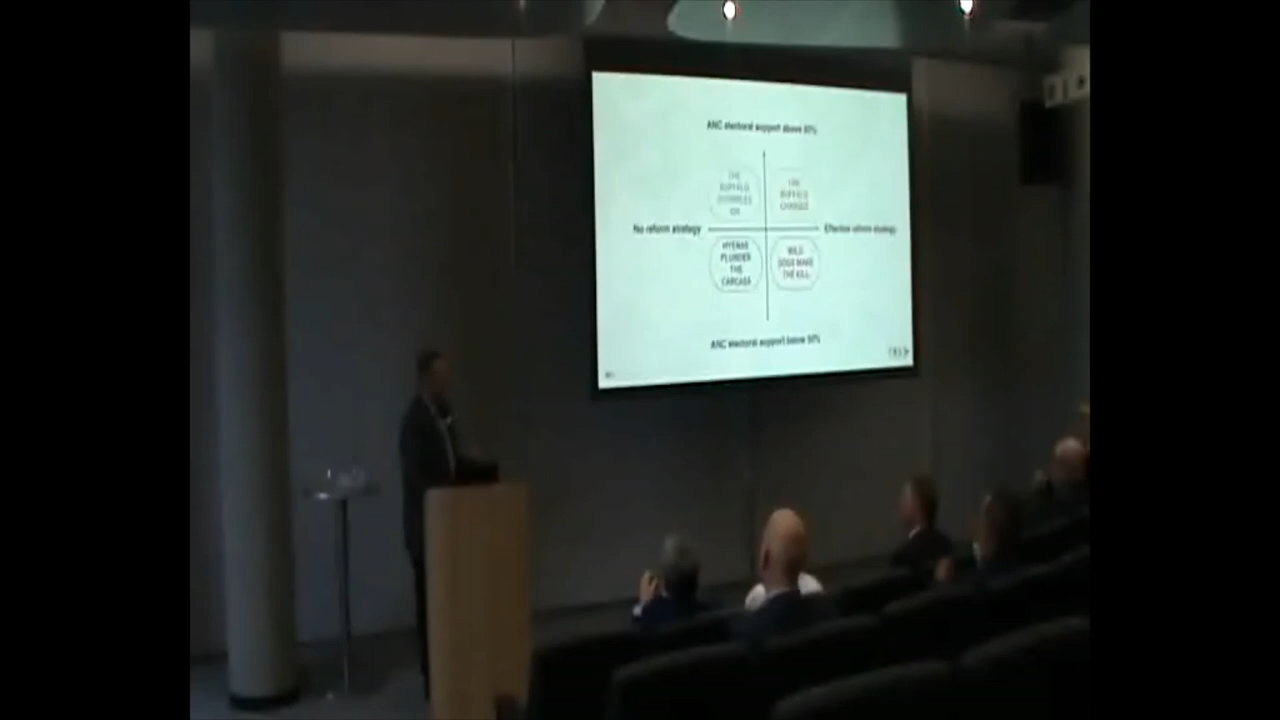 ANC electoral support above 50%
THE
BUFFALO
STUMBLES
ON
THE
BUFFALO
CHARGES
No reform strategy
Effective reform strategy
HYENAS
PLUNDER
THE
CARCASS
WILD
DOGS MAKE
THE KILL
ANC electoral support below 50%